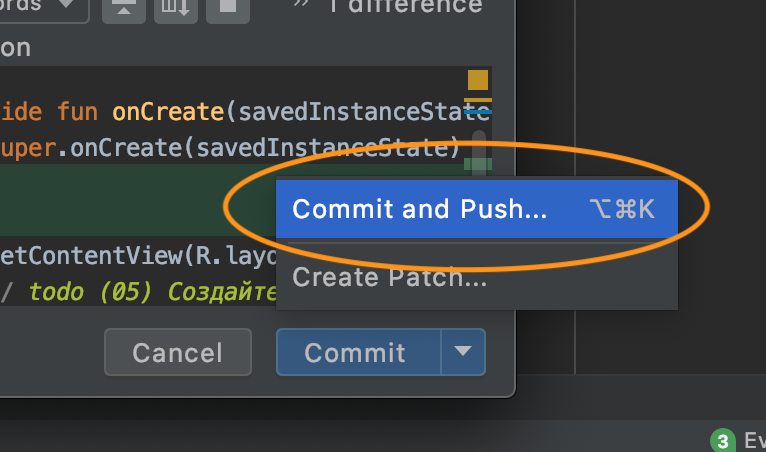 ords
» 1 difference
on
ide fun onCreate(savedInstanceState
uper.onCreate(savedInstanceState)
Commit and Push... ⌥⌘K
etContentView(R.layo
Create Patch...
/ todo (05) Создайте
Cancel
Commit
3 Ev